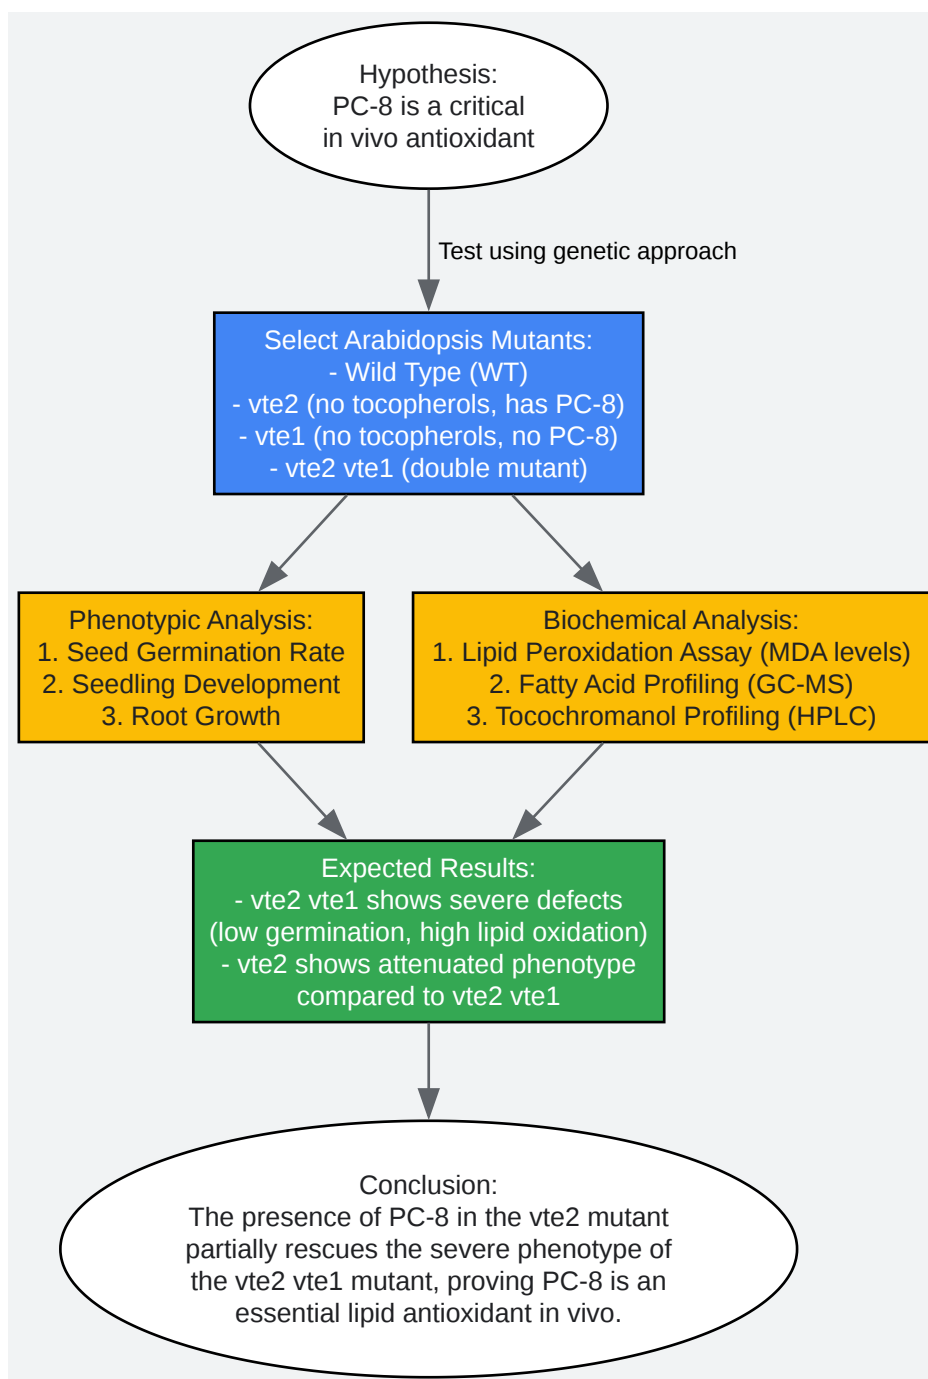 Hypothesis:
PC-8 is a critical
in vivo antioxidant
Test using genetic approach
Select Arabidopsis Mutants:
- Wild Type (WT)
- vte2 (no tocopherols, has PC-8)
- vte1 (no tocopherols, no PC-8)
- vte2 vte1 (double mutant)
Phenotypic Analysis:
1. Seed Germination Rate
2. Seedling Development
3. Root Growth
Biochemical Analysis:
1. Lipid Peroxidation Assay (MDA levels)
2. Fatty Acid Profiling (GC-MS)
3. Tocochromanol Profiling (HPLC)
Expected Results:
- vte2 vte1 shows severe defects
(low germination, high lipid oxidation)
- vte2 shows attenuated phenotype
compared to vte2 vte1
Conclusion:
The presence of PC-8 in the vte2 mutant
partially rescues the severe phenotype of
the vte2 vte1 mutant, proving PC-8 is an
essential lipid antioxidant in vivo.